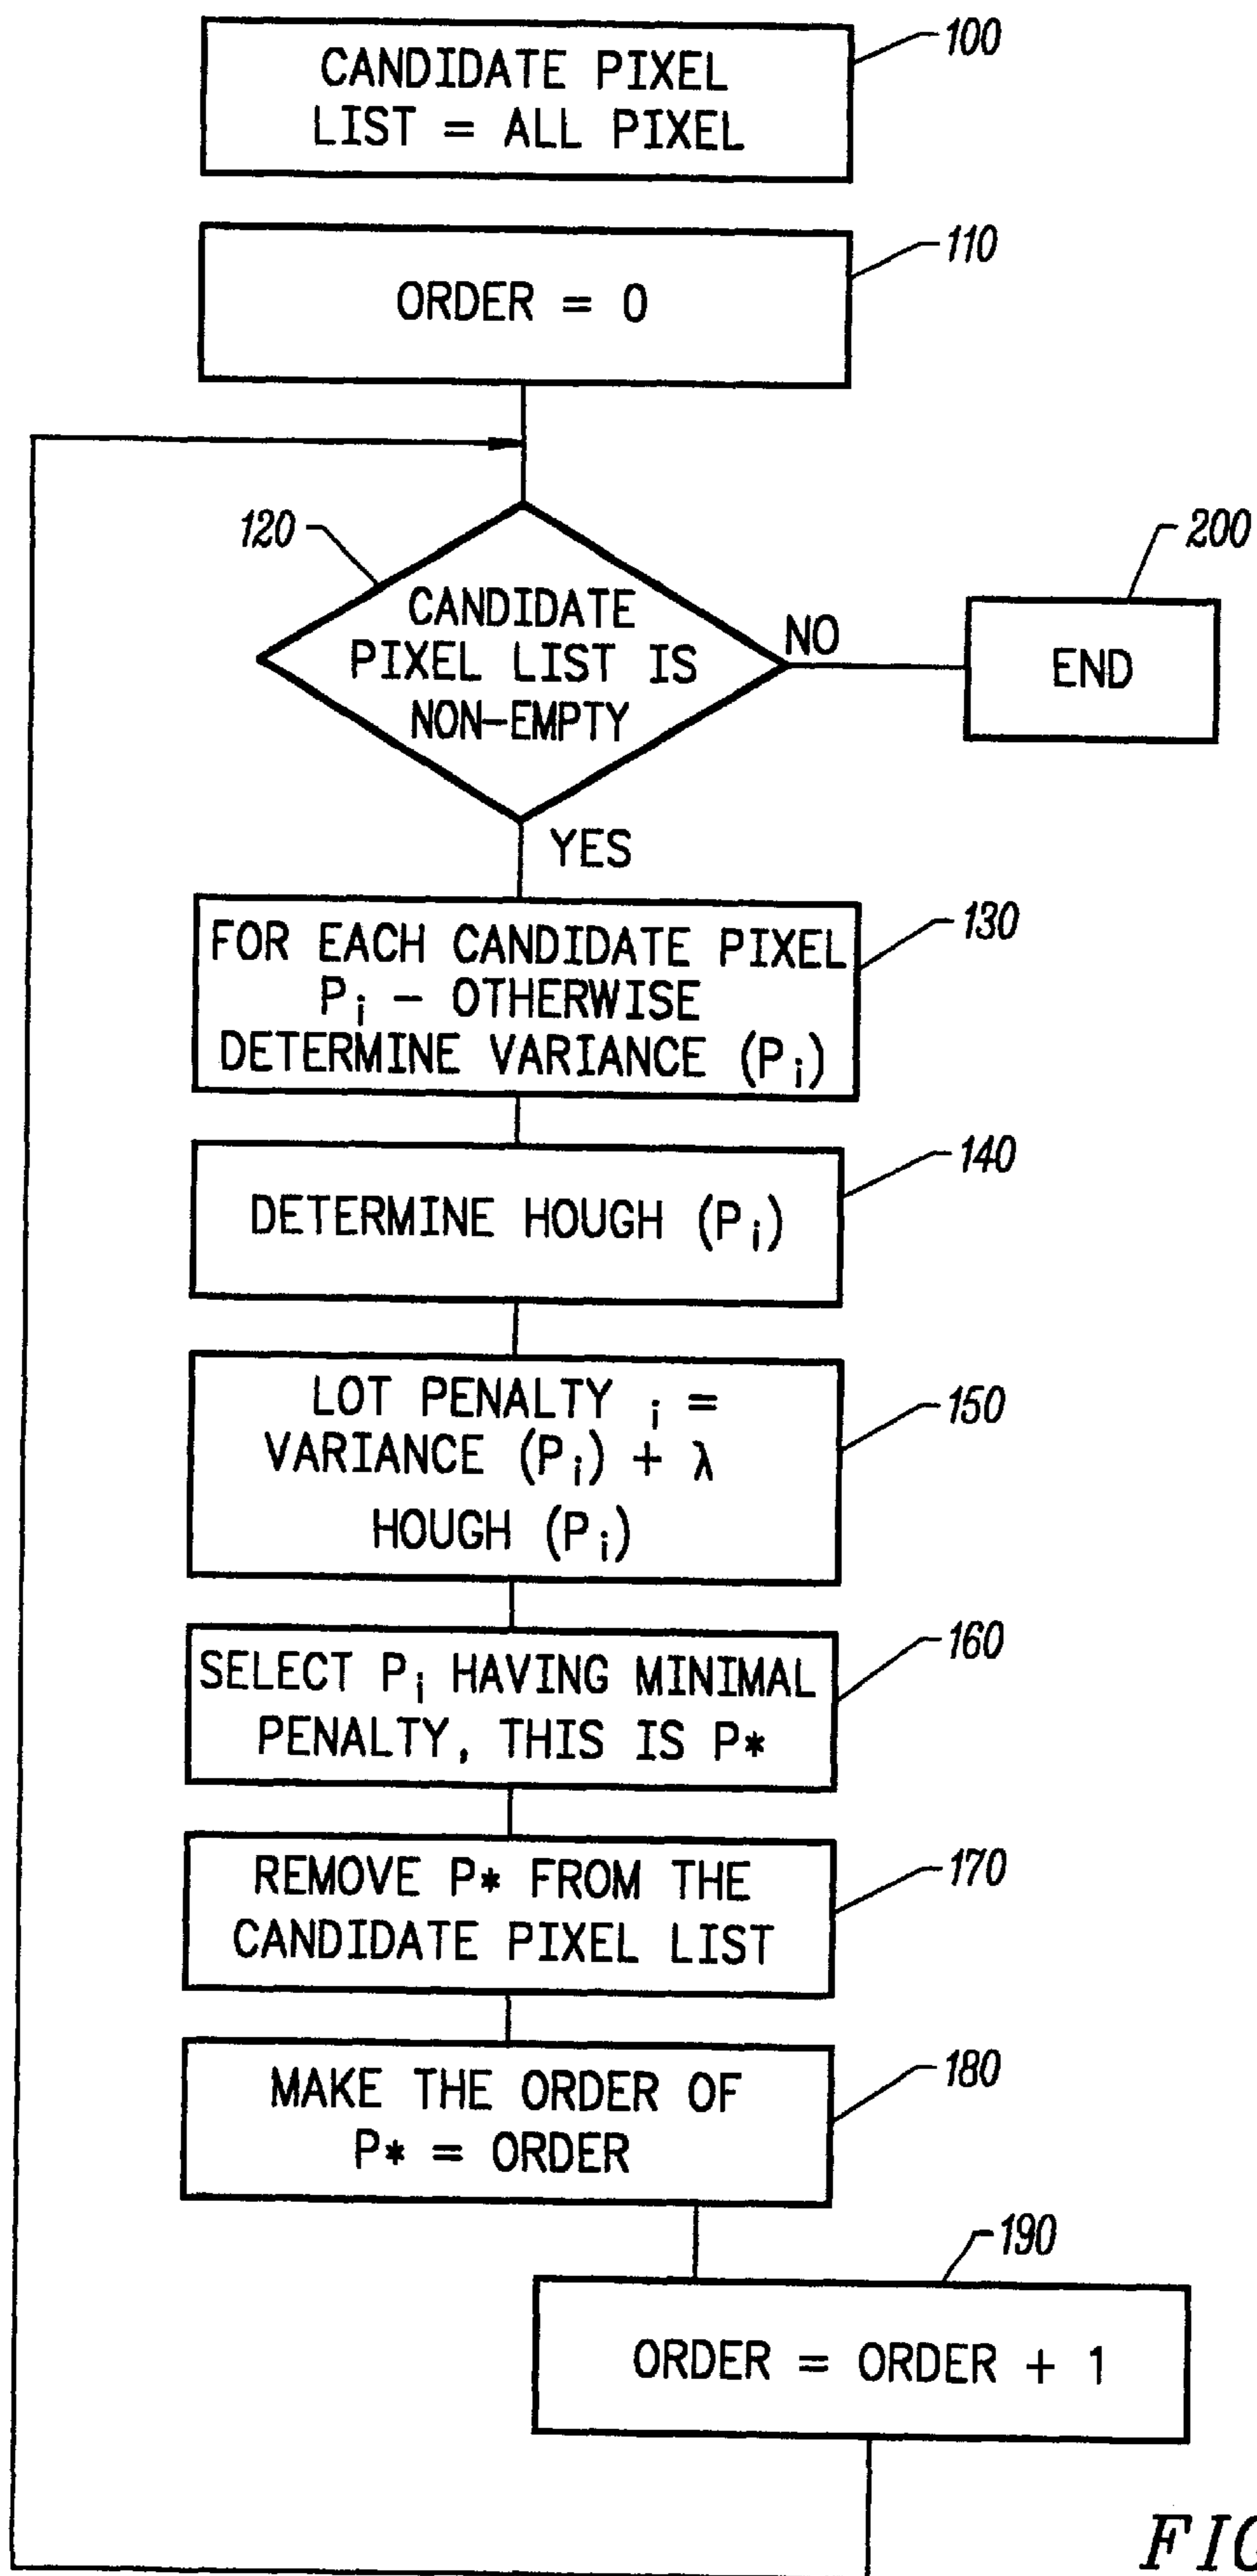 100
CANDIDATE PIXEL
LIST = ALL PIXEL
110
ORDER = 0
120
CANDIDATE
PIXEL LIST IS
NON-EMPTY
NO
200
END
YES
130
FOR EACH CANDIDATE PIXEL
Pi – OTHERWISE
DETERMINE VARIANCE (Pi)
140
DETERMINE HOUGH (Pi)
150
LOT PENALTY i =
VARIANCE (Pi) + λ
HOUGH (Pi)
160
SELECT Pi HAVING MINIMAL
PENALTY, THIS IS P*
170
REMOVE P* FROM THE
CANDIDATE PIXEL LIST
180
MAKE THE ORDER OF
P* = ORDER
190
ORDER = ORDER + 1